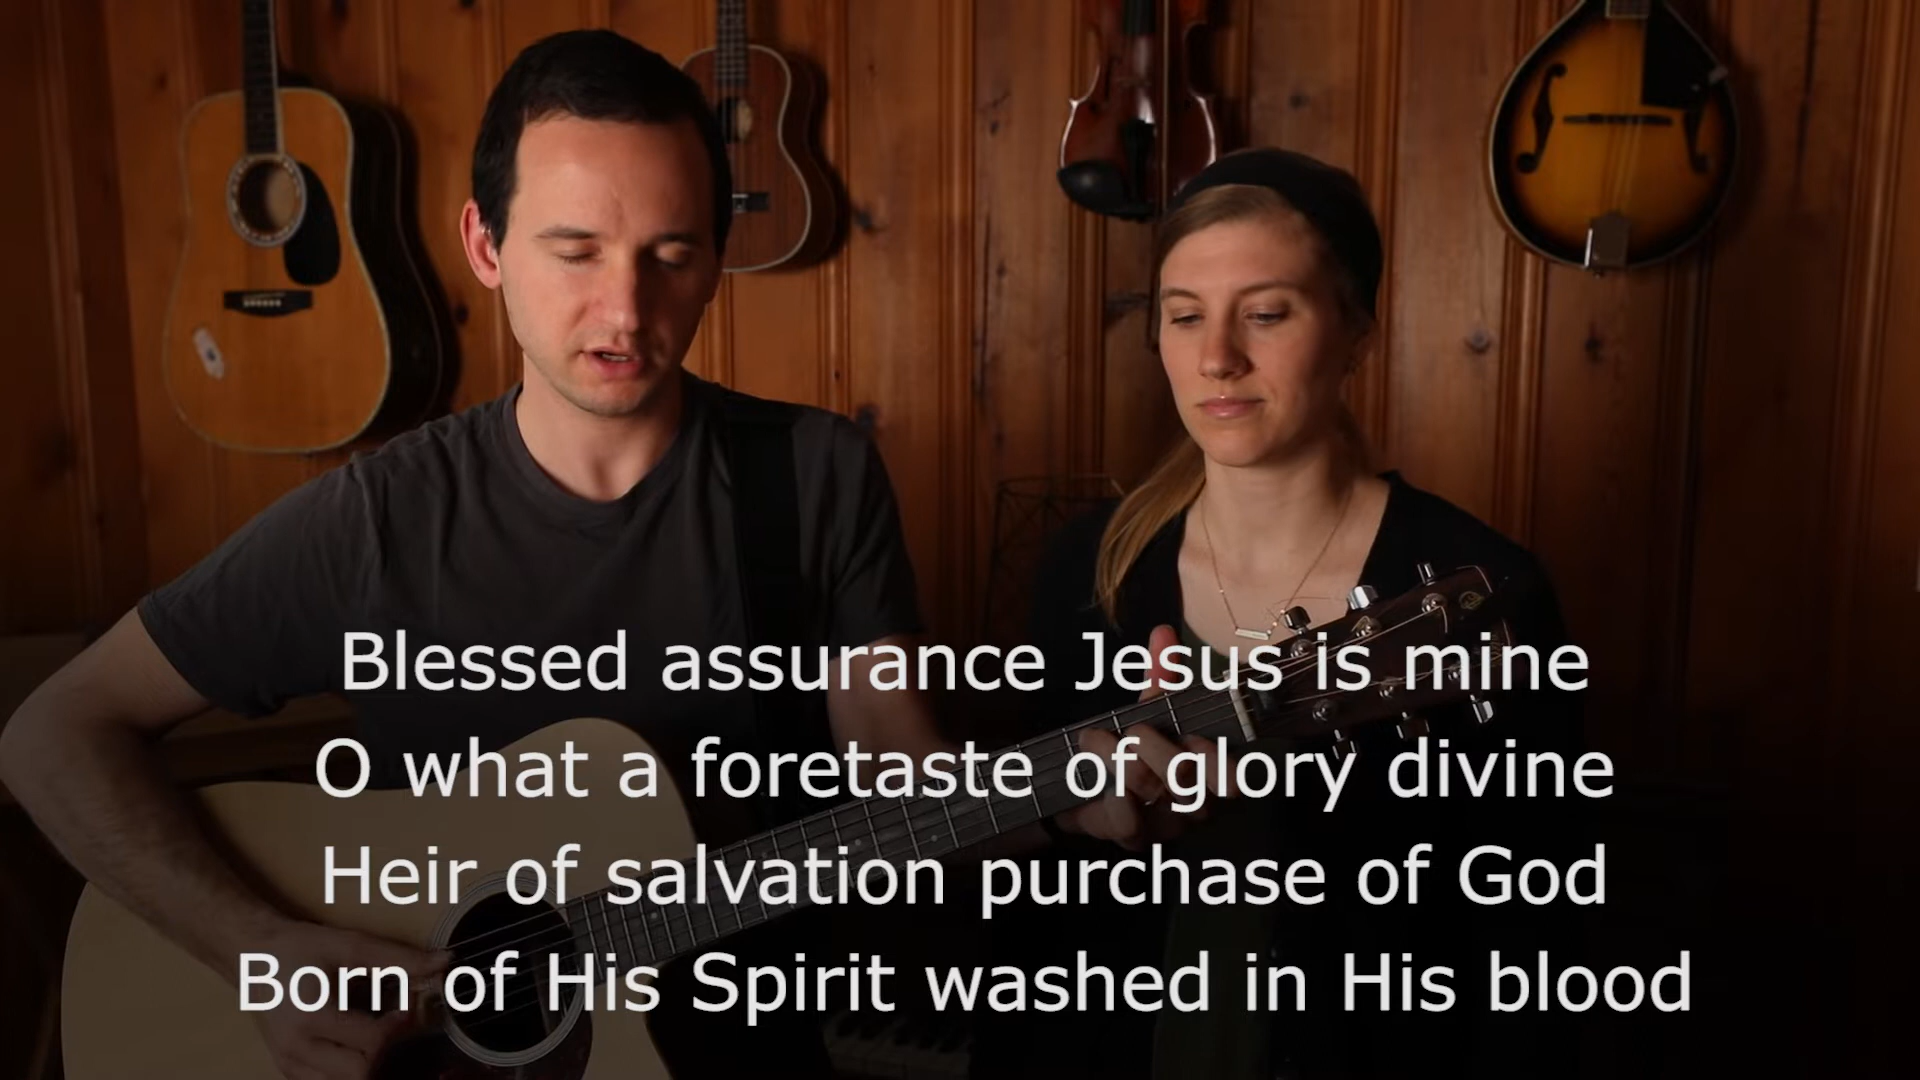 Blessed assurance Jesus is mine
O what a foretaste of glory divine
Heir of salvation purchase of God
Born of His Spirit washed in His blood